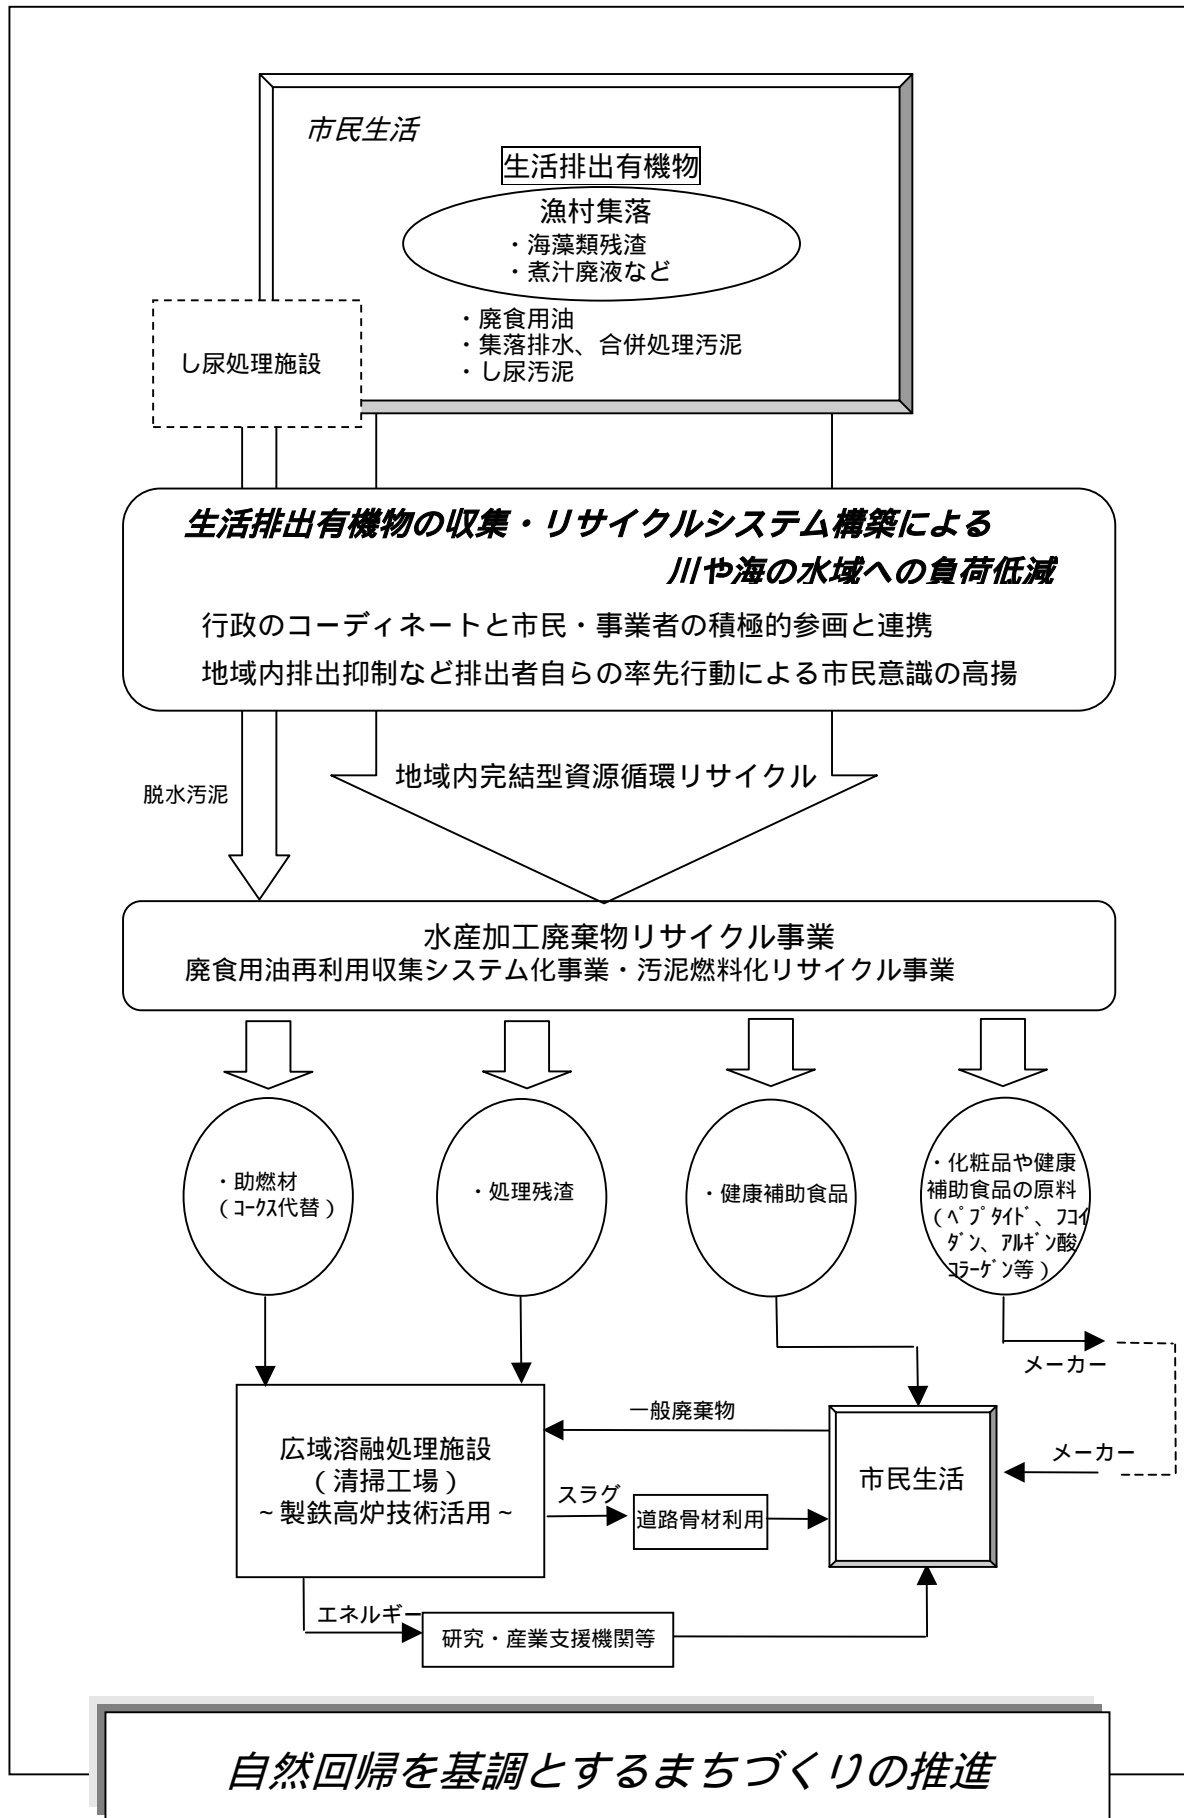 市民生活
生活排出有機物
漁村集落
・海藻類残渣
・煮汁廃液など
・廃食用油
・集落排水、合併処理汚泥
・し尿汚泥
し尿処理施設
生活排出有機物の収集・リサイクルシステム構築による
川や海の水域への負荷低減
行政のコーディネートと市民・事業者の積極的参画と連携
地域内排出抑制など排出者自らの率先行動による市民意識の高揚
地域内完結型資源循環リサイクル
脱水汚泥
水産加工廃棄物リサイクル事業
廃食用油再利用収集システム化事業・汚泥燃料化リサイクル事業
・助燃材
（ｺｰｸｽ代替）
・処理残渣
・健康補助食品
・化粧品や健康
補助食品の原料
（ﾍﾟﾌﾟﾀｲﾄﾞ、ﾌｺｲ
ﾀﾞﾝ、ｱﾙｷﾞﾝ酸
ｺﾗｰｹﾞﾝ等）
メーカー
一般廃棄物
メーカー
広域溶融処理施設
（清掃工場）
~製鉄高炉技術活用~
スラグ
道路骨材利用
市民生活
エネルギー
研究・産業支援機関等
自然回帰を基調とするまちづくりの推進